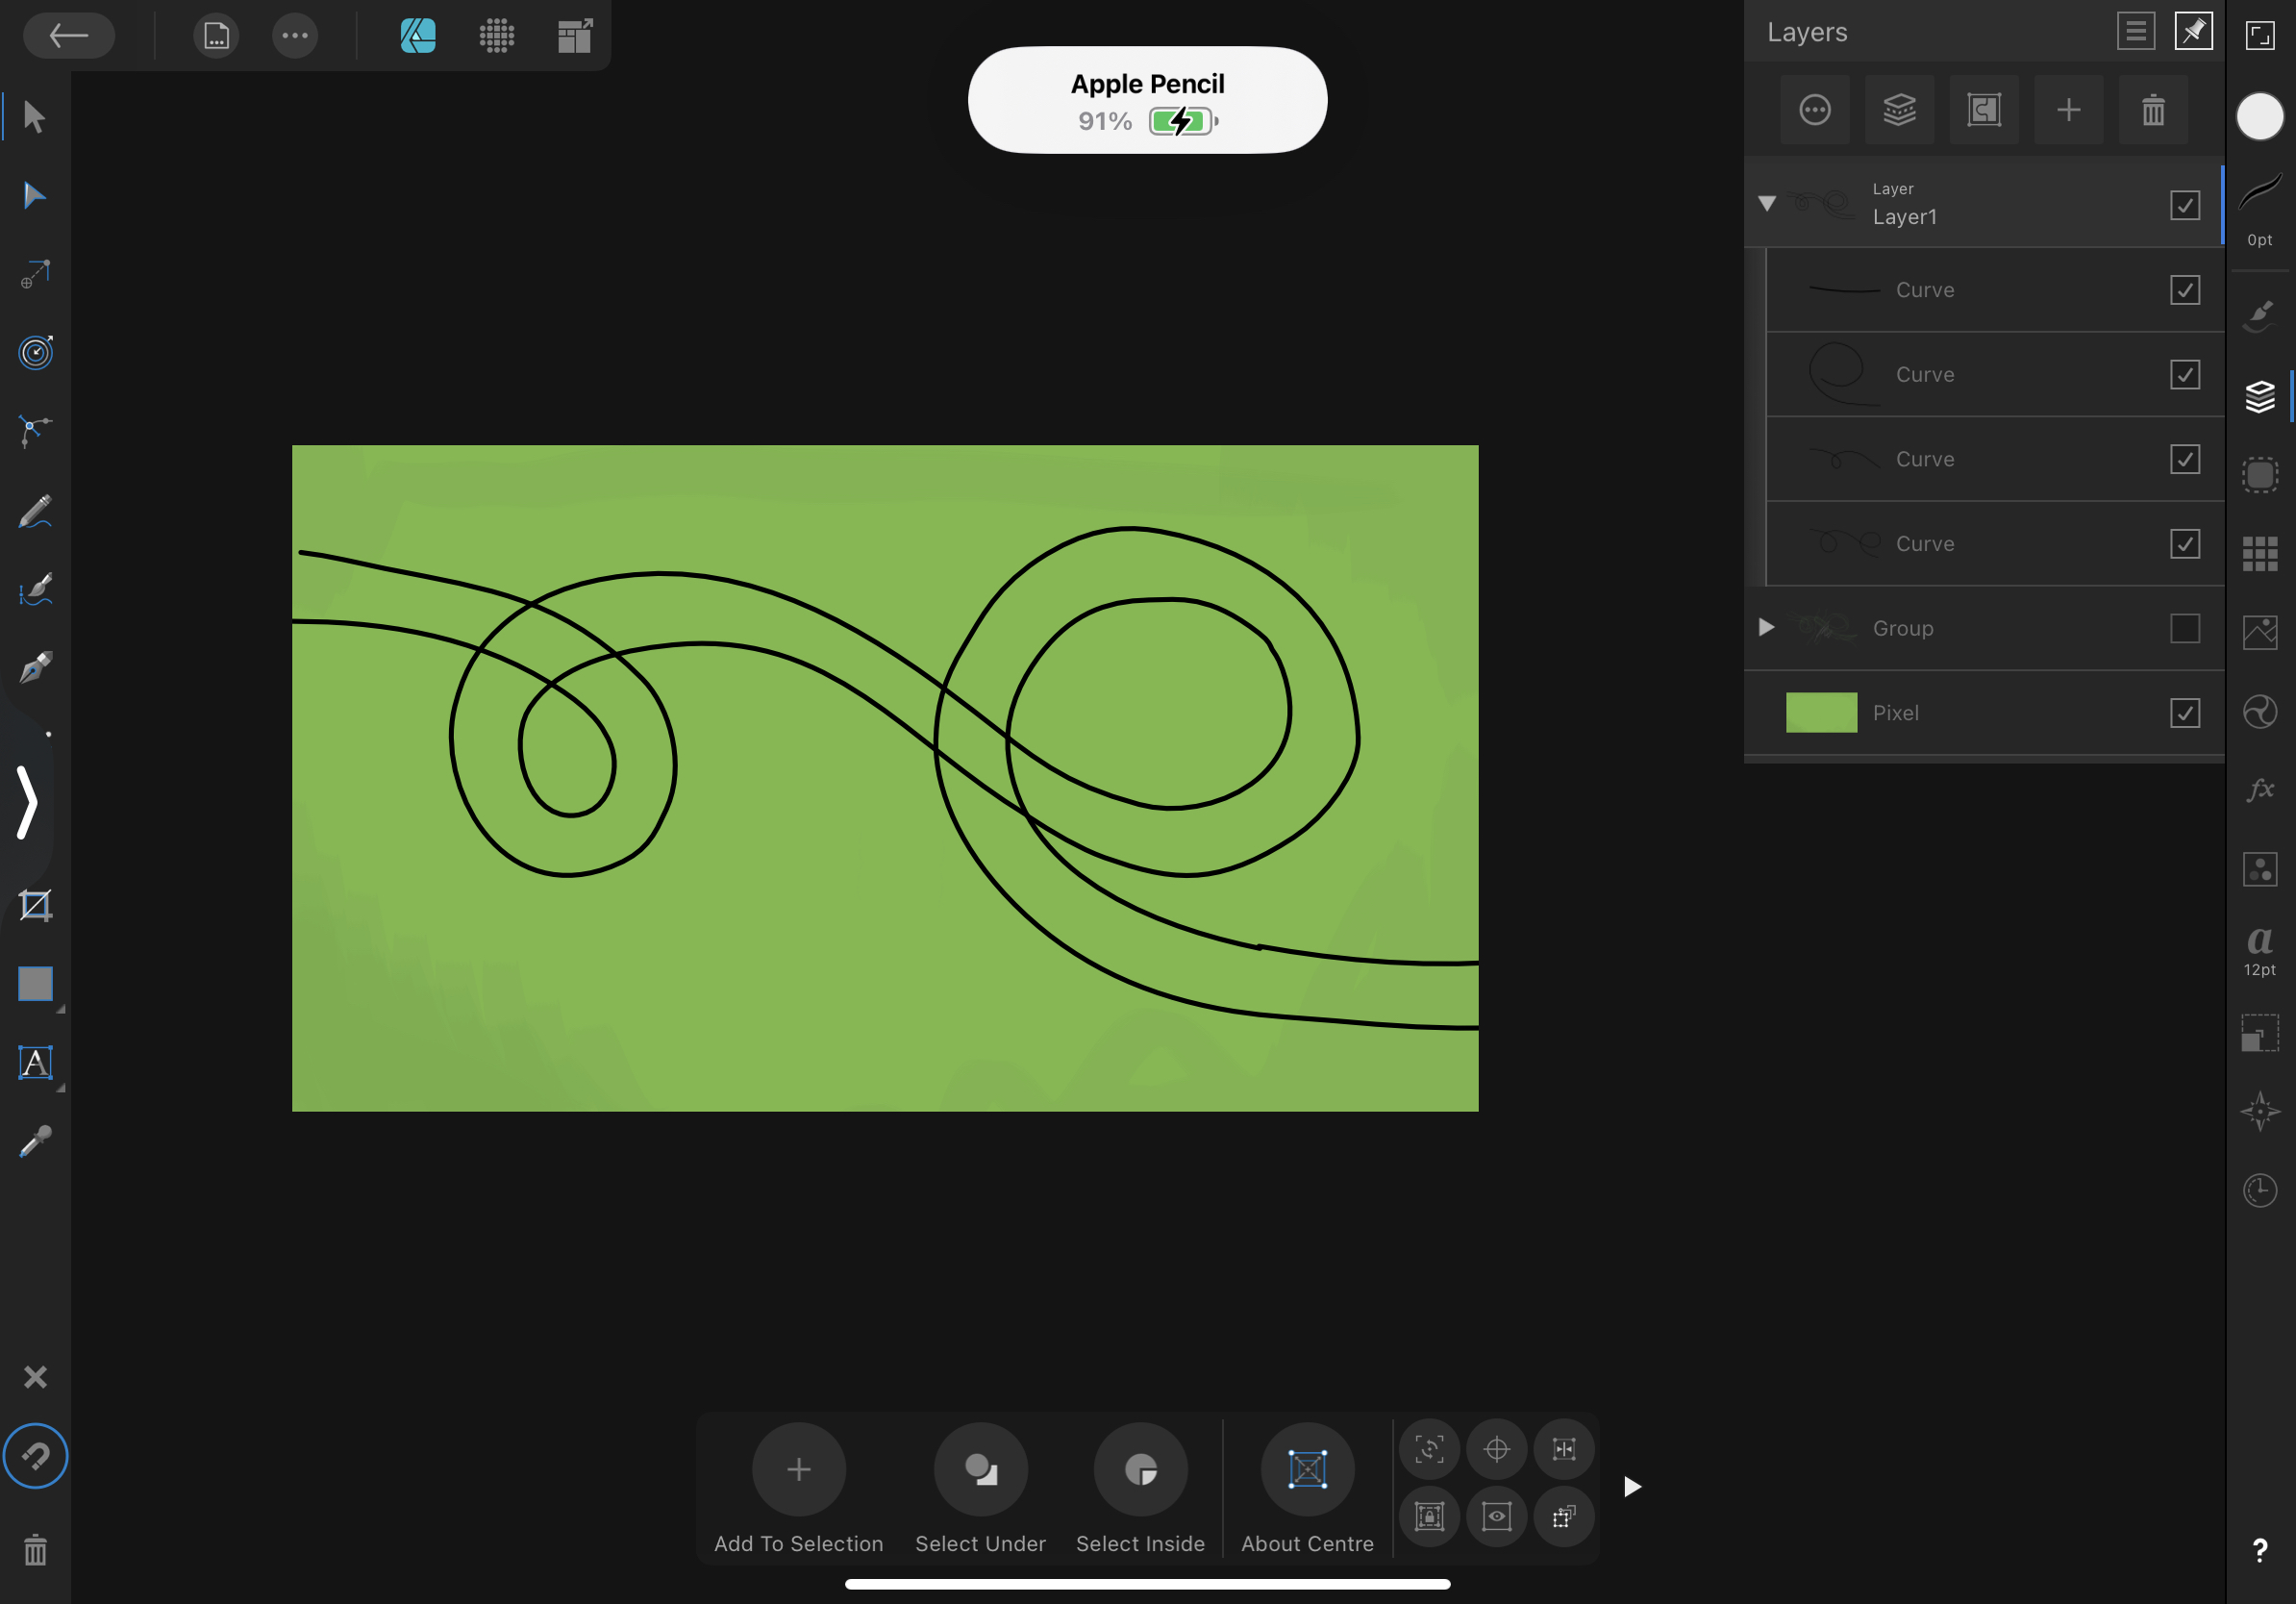 Apple Pencil
91%
Layers
Layer
Layer1
0pt
Curve
Curve
Curve
Curve
Group
Pixel
fx
a
12pt
A
Add To Selection
Select Under
Select Inside
About Centre
?